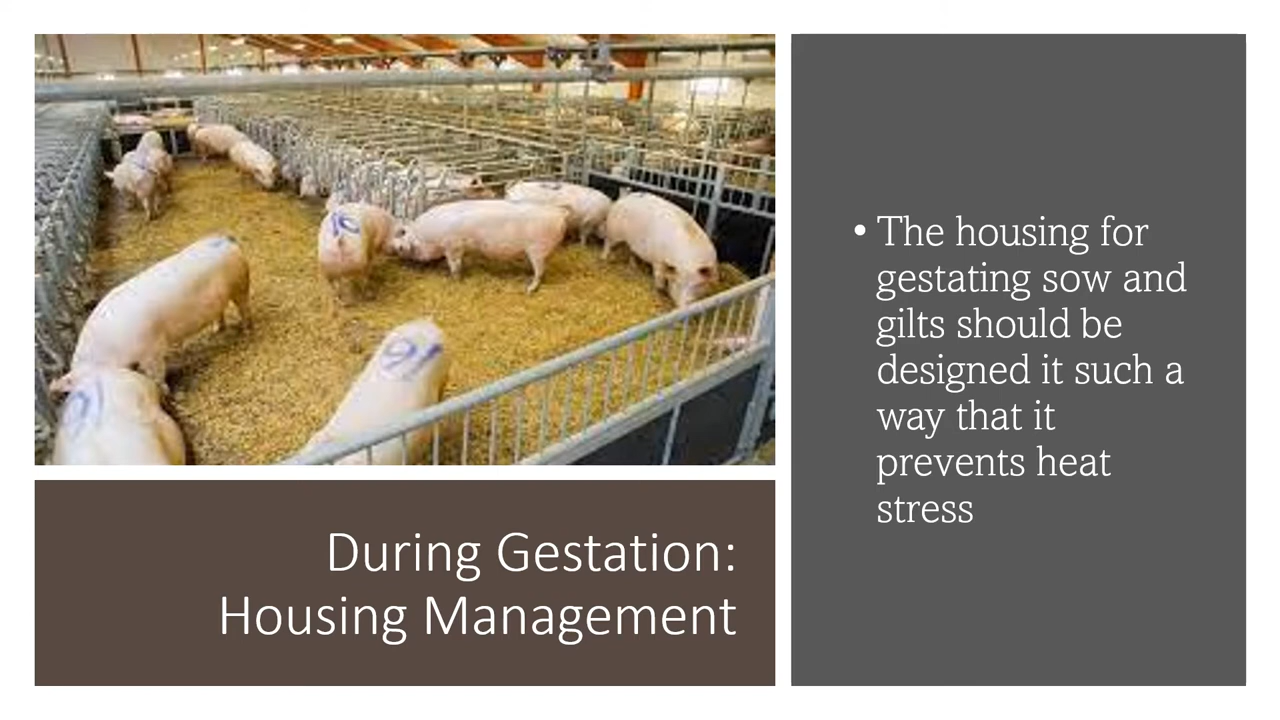 During Gestation:
Housing Management
• The housing for
gestating sow and
gilts should be
designed it such a
way that it
prevents heat
stress